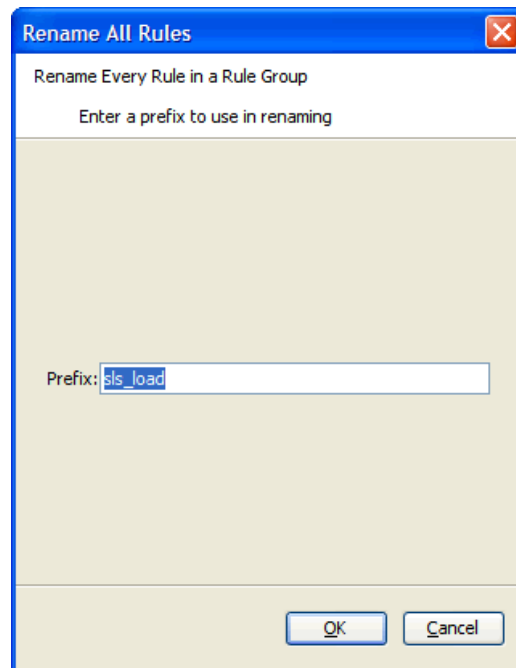 Rename All Rules
Rename Every Rule in a Rule Group
Enter a prefix to use in renaming
Prefix: sls_load
OK Cancel